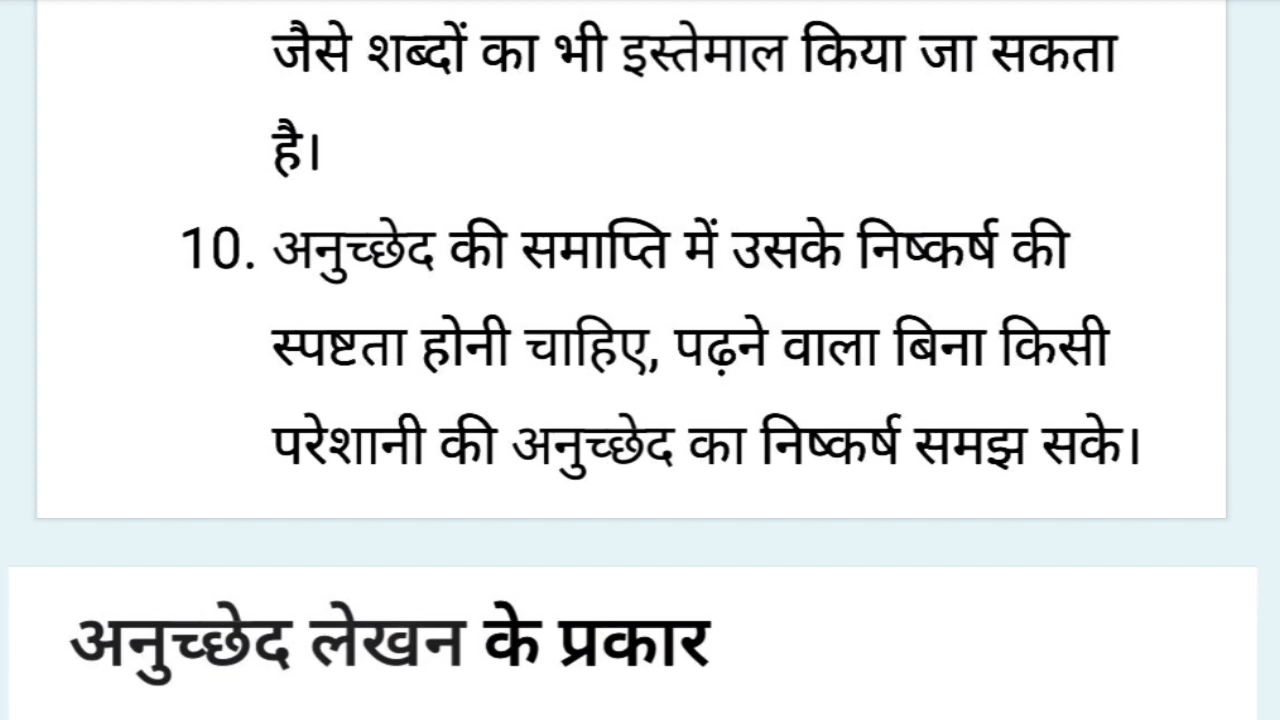 जैसे शब्दों का भी इस्तेमाल किया जा सकता
है।
10. अनुच्छेद की समाप्ति में उसके निष्कर्ष की
स्पष्टता होनी चाहिए, पढ़ने वाला बिना किसी
परेशानी की अनुच्छेद का निष्कर्ष समझ सके।
अनुच्छेद लेखन के प्रकार